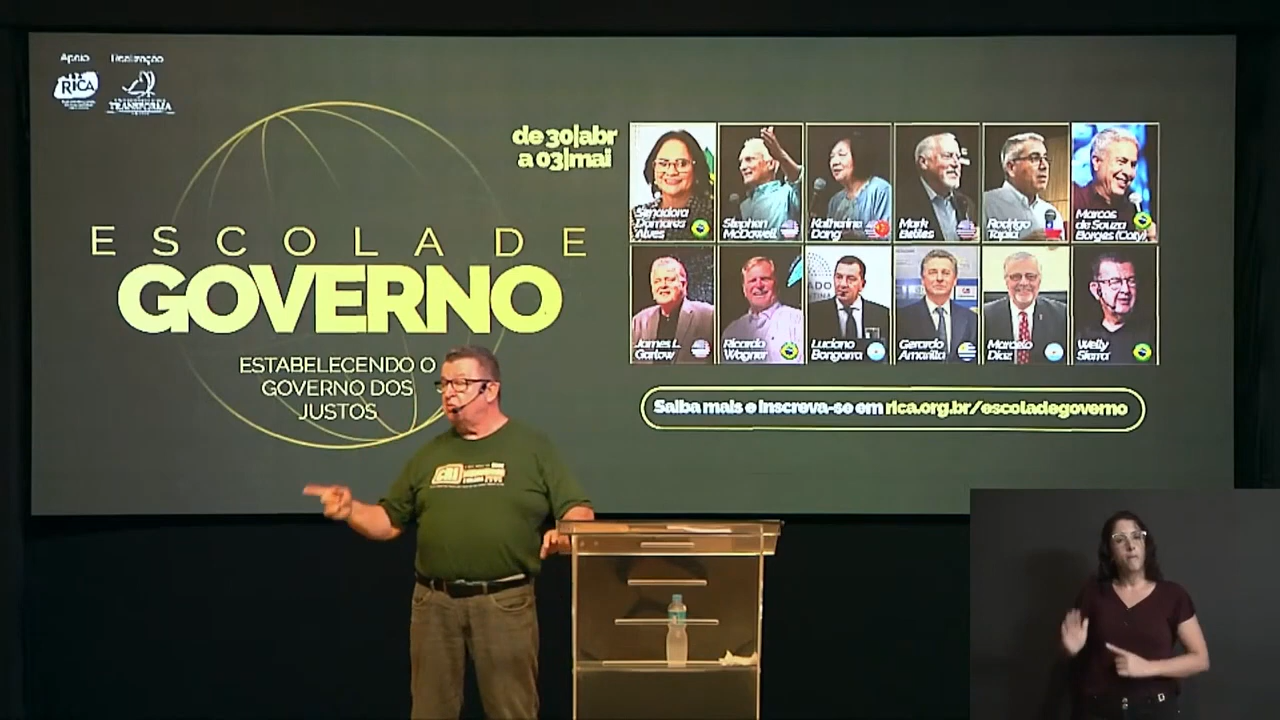 Apoio
Realização
RICA
TRANSFORMA
de 30|abr
a 03|mai
ESCOLA DE
GOVERNO
ESTABELECENDO O
GOVERNO DOS
JUSTOS
Senadora
Damares
Alves
Stephen
McDowell
Katherine
Dang
Mark
Beliles
Rodrigo
Tapia
Marcos
de Souza
Borges (Coty)
James L.
Garlow
Ricardo
Wagner
Luciano
Bongarra
Gerardo
Amarilla
Marcelo
Díaz
Welly
Sierra
Saiba mais e inscreva-se em rica.org.br/escoladegoverno